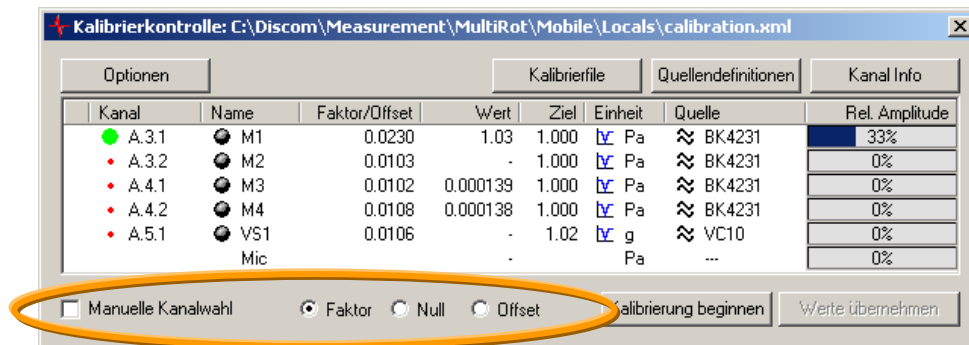 Kalibrierkontrolle: C:\Discom\Measurement\MultiRot\Mobile\Locals\calibration.xml
Optionen Kalibrierfile Quellendefinitionen Kanal Info
Kanal Name Faktor/Offset Wert Ziel Einheit Quelle Rel. Amplitude
A.3.1 M1 0.0230 1.03 1.000 Pa BK4231 33%
A.3.2 M2 0.0103 - 1.000 Pa BK4231 0%
A.4.1 M3 0.0102 0.000139 1.000 Pa BK4231 0%
A.4.2 M4 0.0108 0.000138 1.000 Pa BK4231 0%
A.5.1 VS1 0.0106 - 1.02 g VC10 0%
Mic - Pa --- 0%
Manuelle Kanalwahl Faktor Null Offset Kalibrierung beginnen Werte übernehmen